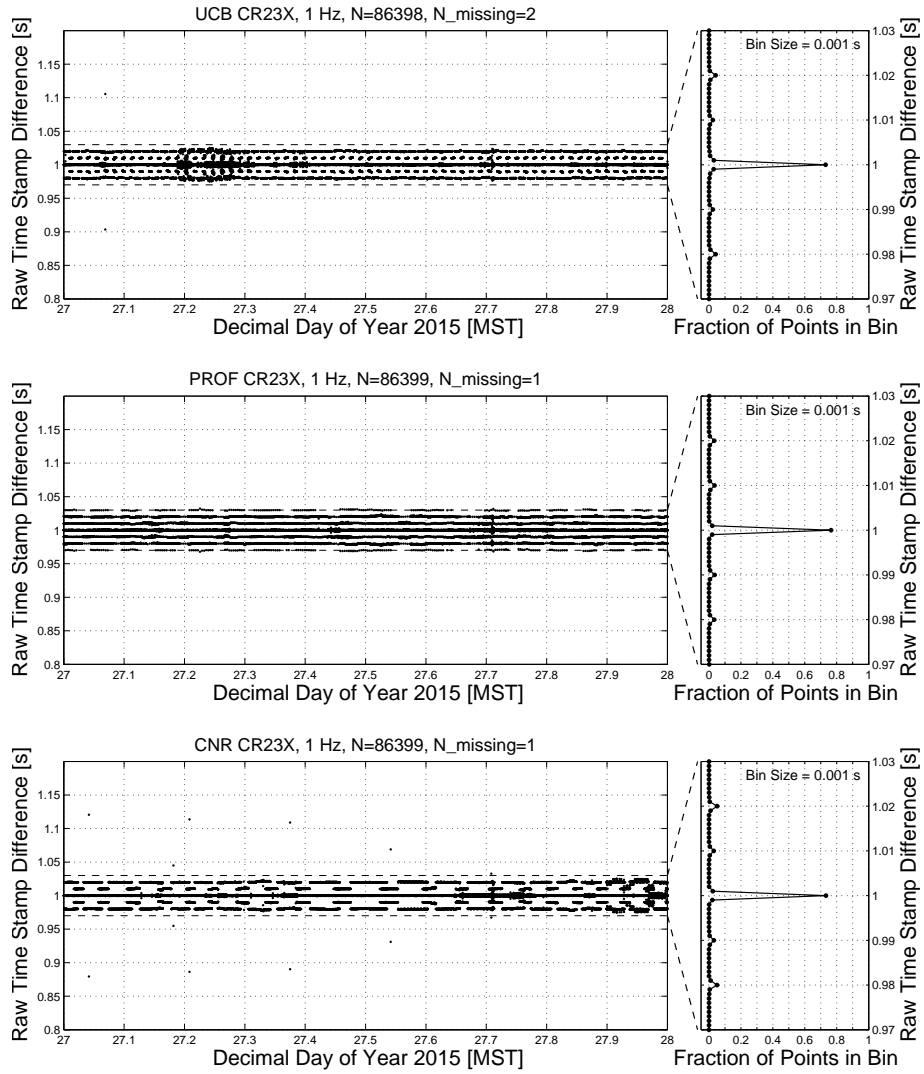 UCB CR23X, 1 Hz, N=86398, N_missing=2
Raw Time Stamp Difference [s]
1.15
1.1
1.05
1
0.95
0.9
0.85
0.8
27 27.1 27.2 27.3 27.4 27.5 27.6 27.7 27.8 27.9 28
Decimal Day of Year 2015 [MST]
Bin Size = 0.001 s
1.03
1.02
1.01
1
0.99
0.98
0.97
Raw Time Stamp Difference [s]
0 0.2 0.4 0.6 0.8 1
Fraction of Points in Bin
PROF CR23X, 1 Hz, N=86399, N_missing=1
Raw Time Stamp Difference [s]
1.15
1.1
1.05
1
0.95
0.9
0.85
0.8
27 27.1 27.2 27.3 27.4 27.5 27.6 27.7 27.8 27.9 28
Decimal Day of Year 2015 [MST]
Bin Size = 0.001 s
1.03
1.02
1.01
1
0.99
0.98
0.97
Raw Time Stamp Difference [s]
0 0.2 0.4 0.6 0.8 1
Fraction of Points in Bin
CNR CR23X, 1 Hz, N=86399, N_missing=1
Raw Time Stamp Difference [s]
1.15
1.1
1.05
1
0.95
0.9
0.85
0.8
27 27.1 27.2 27.3 27.4 27.5 27.6 27.7 27.8 27.9 28
Decimal Day of Year 2015 [MST]
Bin Size = 0.001 s
1.03
1.02
1.01
1
0.99
0.98
0.97
Raw Time Stamp Difference [s]
0 0.2 0.4 0.6 0.8 1
Fraction of Points in Bin